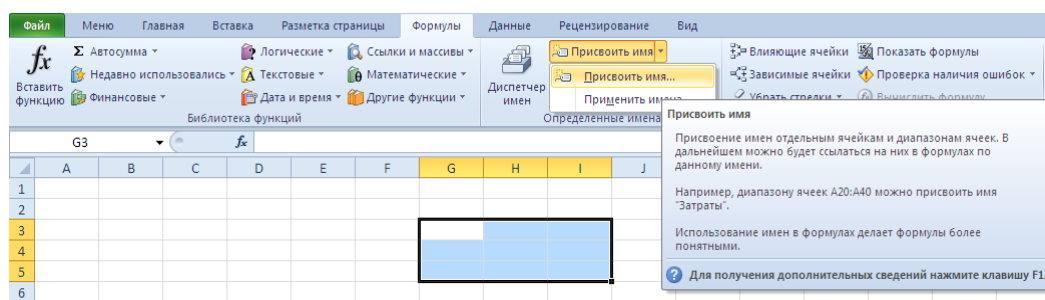 Файл Меню Главная Вставка Разметка страницы Формулы Данные Рецензирование Вид
fx Вставить функцию
Σ Автосумма
Недавно использовались
Финансовые
Логические
Текстовые
Дата и время
Ссылки и массивы
Математические
Другие функции
Библиотека функций
Диспетчер имен
Присвоить имя
Присвоить имя...
Применить имена
Определенные имена
Влияющие ячейки
Зависимые ячейки
Убрать стрелки
Показать формулы
Проверка наличия ошибок
Вычислить формулу
Присвоить имя
Присвоение имен отдельным ячейкам и диапазонам ячеек. В
дальнейшем можно будет ссылаться на них в формулах по
данному имени.
Например, диапазону ячеек A20:A40 можно присвоить имя
"Затраты".
Использование имен в формулах делает формулы более
понятными.
Для получения дополнительных сведений нажмите клавишу F1
G3 fx
A B C D E F G H I J
1
2
3
4
5
6